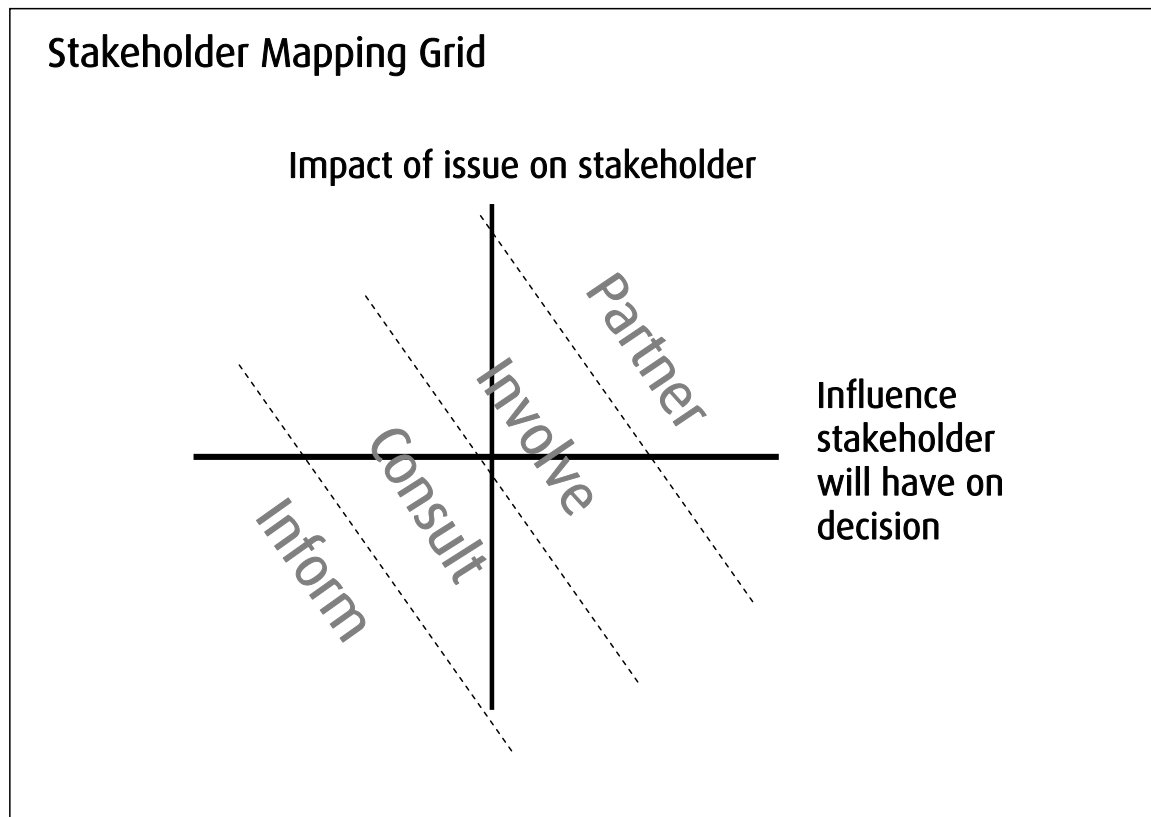 Stakeholder Mapping Grid
Impact of issue on stakeholder
Partner
Involve
Consult
Inform
Influence
stakeholder
will have on
decision